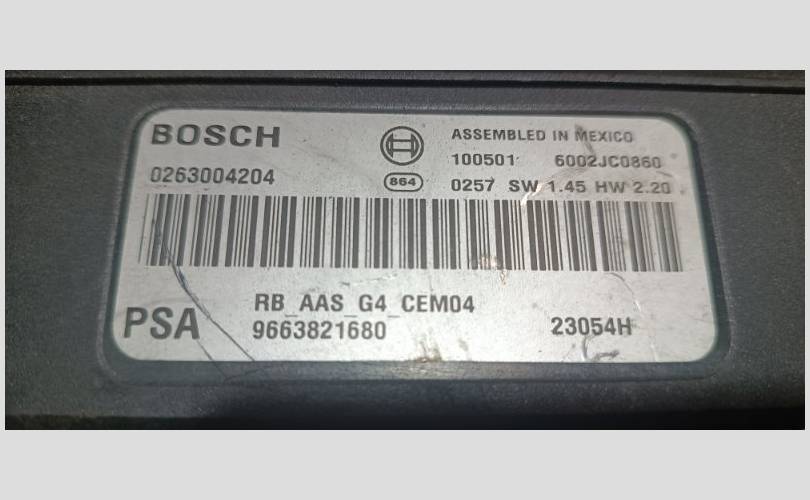 BOSCH
ASSEMBLED IN MEXICO
100501 6002JC0860
0263004204
864
0257 SW 1.45 HW 2.20
RB_AAS_G4_CEM04
PSA
9663821680
23054H